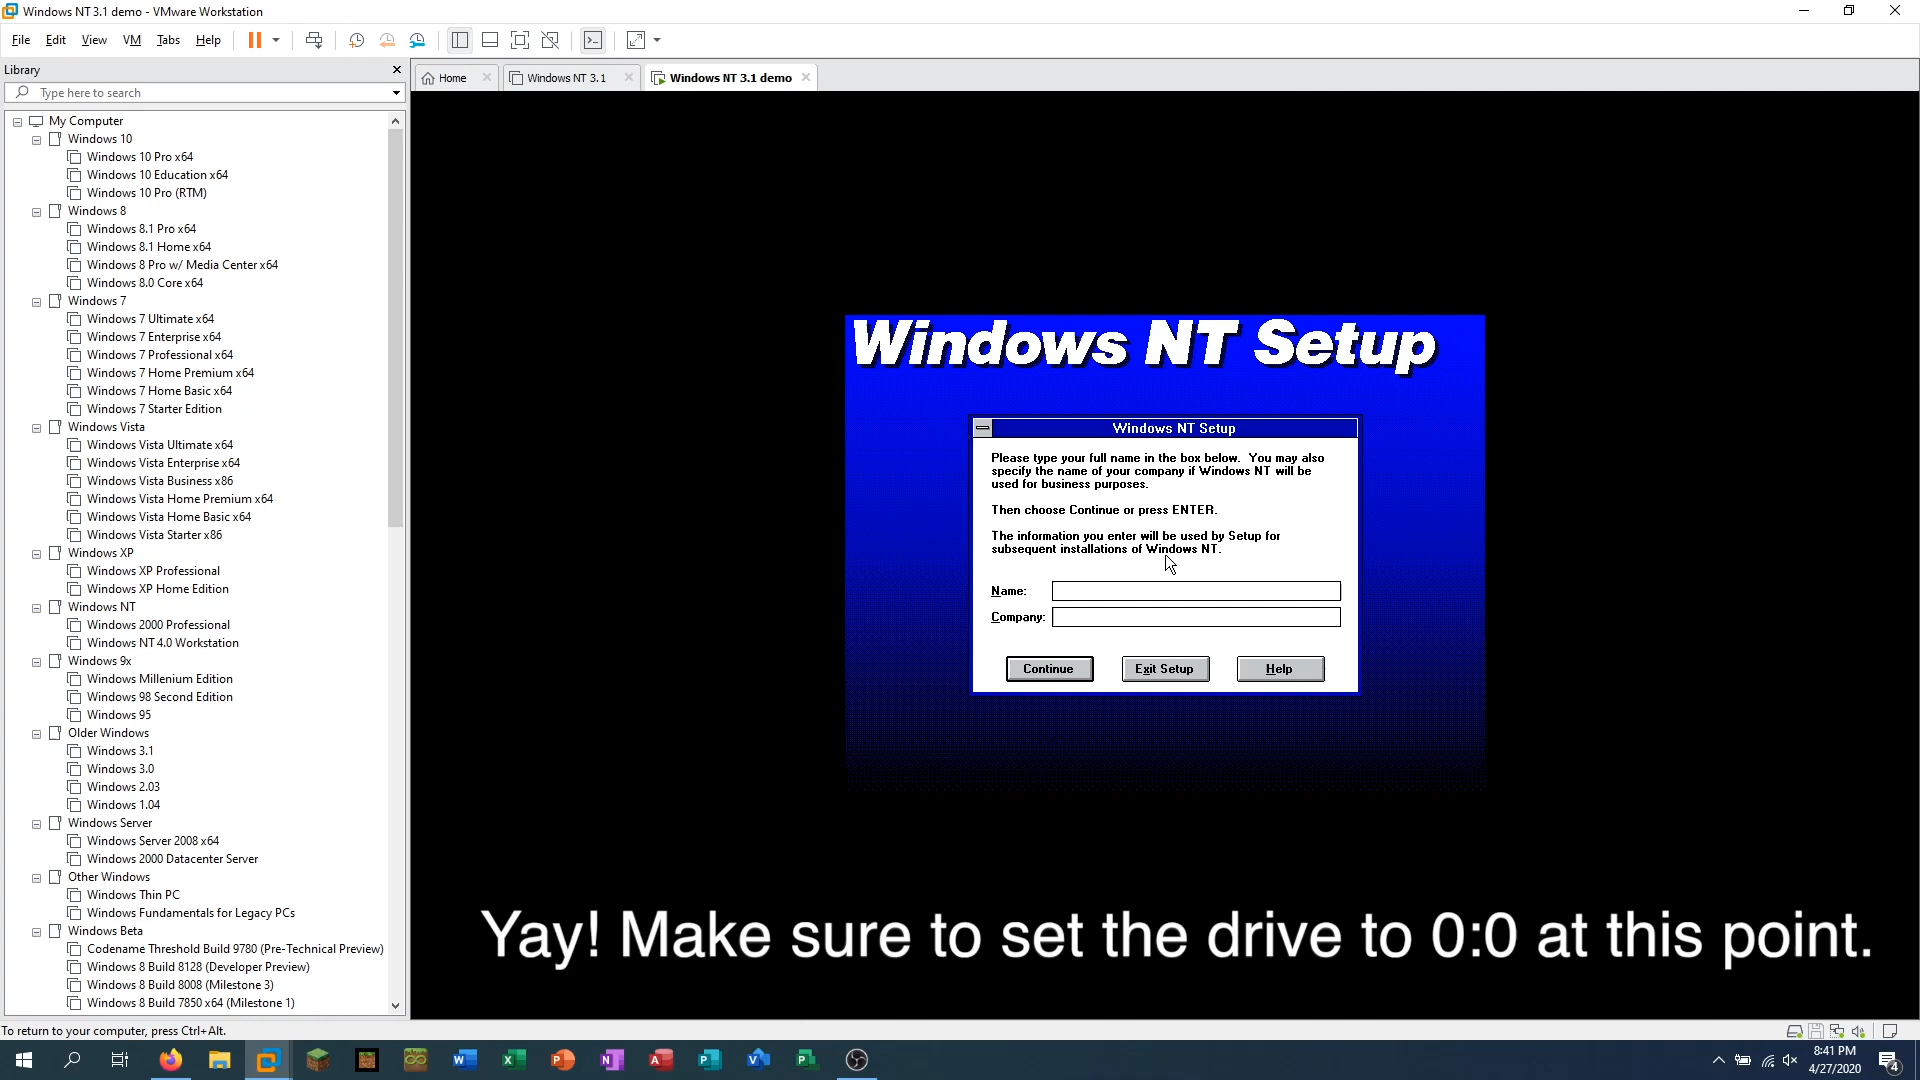 Windows NT 3.1 demo - VMware Workstation
File Edit View VM Tabs Help
Library
Type here to search
Home
Windows NT 3.1
Windows NT 3.1 demo
My Computer
Windows 10
Windows 10 Pro x64
Windows 10 Education x64
Windows 10 Pro (RTM)
Windows 8
Windows 8.1 Pro x64
Windows 8.1 Home x64
Windows 8 Pro w/ Media Center x64
Windows 8.0 Core x64
Windows 7
Windows 7 Ultimate x64
Windows 7 Enterprise x64
Windows 7 Professional x64
Windows 7 Home Premium x64
Windows 7 Home Basic x64
Windows 7 Starter Edition
Windows Vista
Windows Vista Ultimate x64
Windows Vista Enterprise x64
Windows Vista Business x86
Windows Vista Home Premium x64
Windows Vista Home Basic x64
Windows Vista Starter x86
Windows XP
Windows XP Professional
Windows XP Home Edition
Windows NT
Windows 2000 Professional
Windows NT 4.0 Workstation
Windows 9x
Windows Millenium Edition
Windows 98 Second Edition
Windows 95
Older Windows
Windows 3.1
Windows 3.0
Windows 2.03
Windows 1.04
Windows Server
Windows Server 2008 x64
Windows 2000 Datacenter Server
Other Windows
Windows Thin PC
Windows Fundamentals for Legacy PCs
Windows Beta
Codename Threshold Build 9780 (Pre-Technical Preview)
Windows 8 Build 8128 (Developer Preview)
Windows 8 Build 8008 (Milestone 3)
Windows 8 Build 7850 x64 (Milestone 1)
Windows NT Setup
Windows NT Setup
Please type your full name in the box below. You may also
specify the name of your company if Windows NT will be
used for business purposes.
Then choose Continue or press ENTER.
The information you enter will be used by Setup for
subsequent installations of Windows NT.
Name:
Company:
Continue
Exit Setup
Help
Yay! Make sure to set the drive to 0:0 at this point.
To return to your computer, press Ctrl+Alt.
8:41 PM
4/27/2020
4